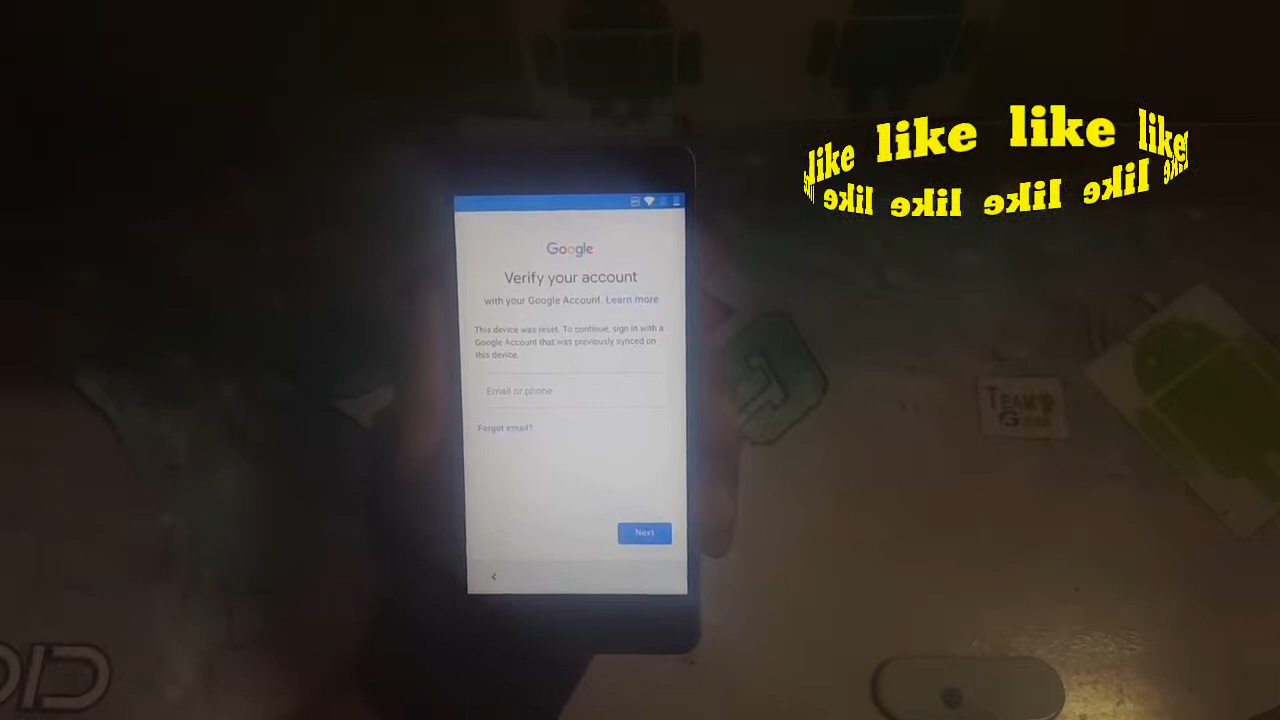 like like like like
like like like like like
Google
Verify your account
with your Google Account. Learn more
This device was reset. To continue, sign in with a
Google Account that was previously synced on
this device.
Email or phone
Forgot email?
Next
TEAM